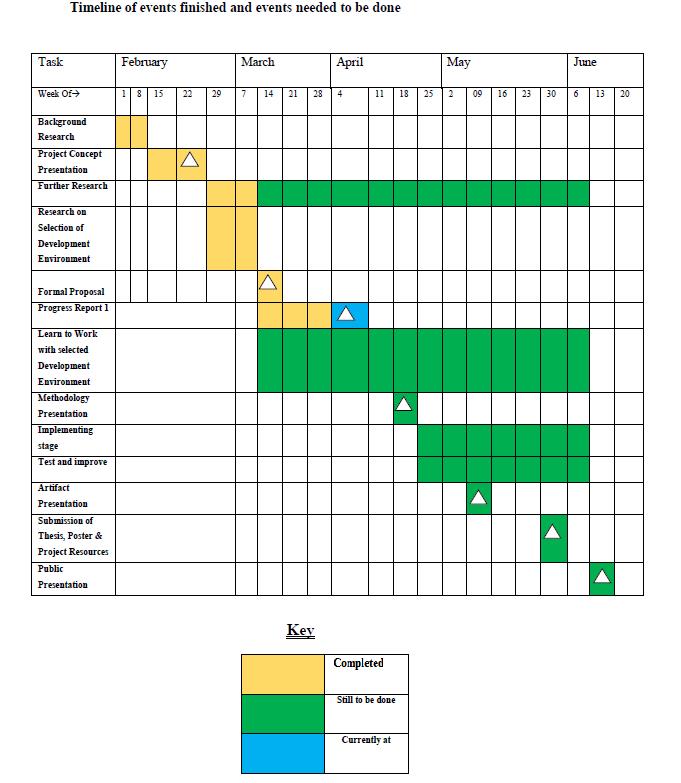 Timeline of events finished and events needed to be done
Task February March April May June
Week Of→ 1 8 15 22 29 7 14 21 28 4 11 18 25 2 09 16 23 30 6 13 20
Background
Research
Project Concept
Presentation
Further Research
Research on
Selection of
Development
Environment
Formal Proposal
Progress Report 1
Learn to Work
with selected
Development
Environment
Methodology
Presentation
Implementing
stage
Test and improve
Artifact
Presentation
Submission of
Thesis, Poster &
Project Resources
Public
Presentation
Key
Completed
Still to be done
Currently at